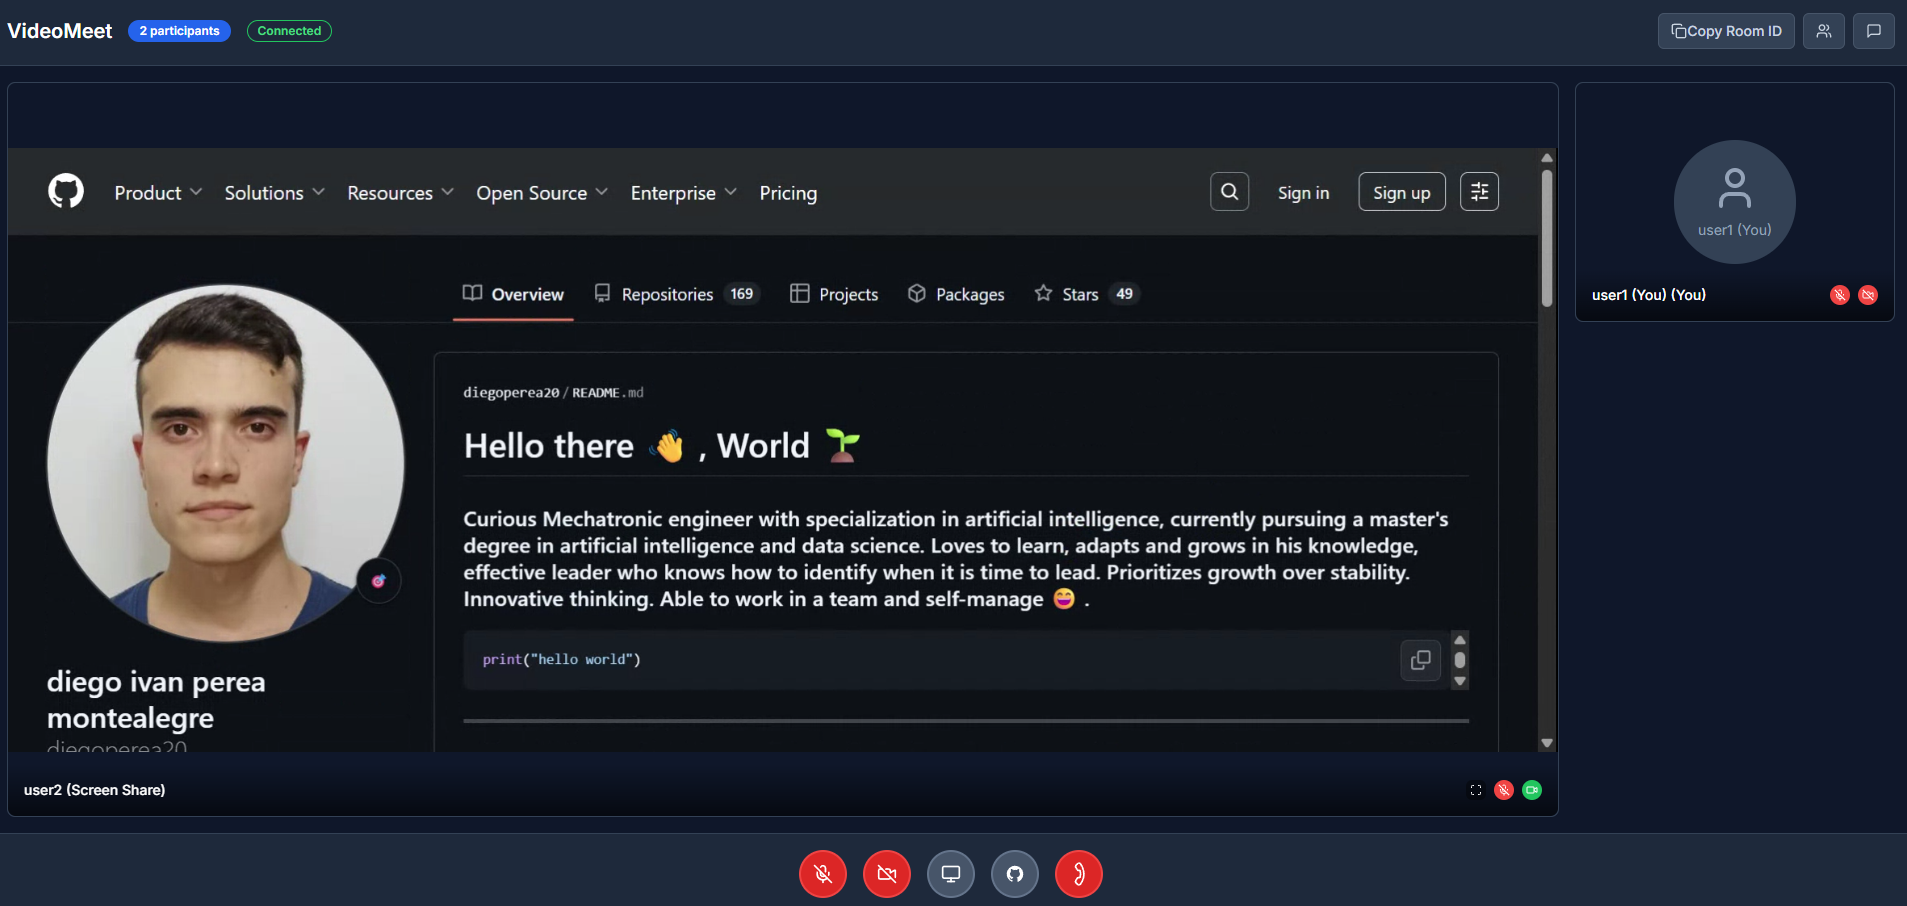 VideoMeet
2 participants
Connected
Copy Room ID
Product
Solutions
Resources
Open Source
Enterprise
Pricing
Sign in
Sign up
Overview
Repositories 169
Projects
Packages
Stars 49
diegoperea20/README.md
Hello there 👋 , World 🌱
Curious Mechatronic engineer with specialization in artificial intelligence, currently pursuing a master's
degree in artificial intelligence and data science. Loves to learn, adapts and grows in his knowledge,
effective leader who knows how to identify when it is time to lead. Prioritizes growth over stability.
Innovative thinking. Able to work in a team and self-manage 😄 .
print("hello world")
diego ivan perea
montealegre
diegoperea20
user2 (Screen Share)
user1 (You)
user1 (You) (You)